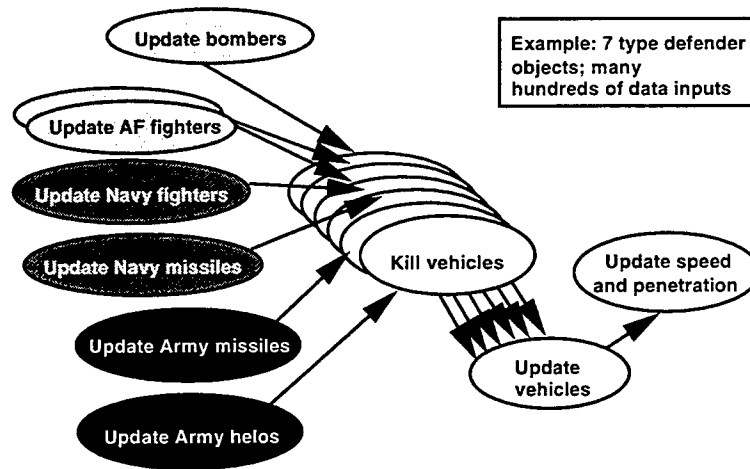 Update bombers
Example: 7 type defender
objects; many
hundreds of data inputs
Update AF fighters
Update Navy fighters
Update Navy missiles
Kill vehicles
Update speed
and penetration
Update Army missiles
Update
vehicles
Update Army helos